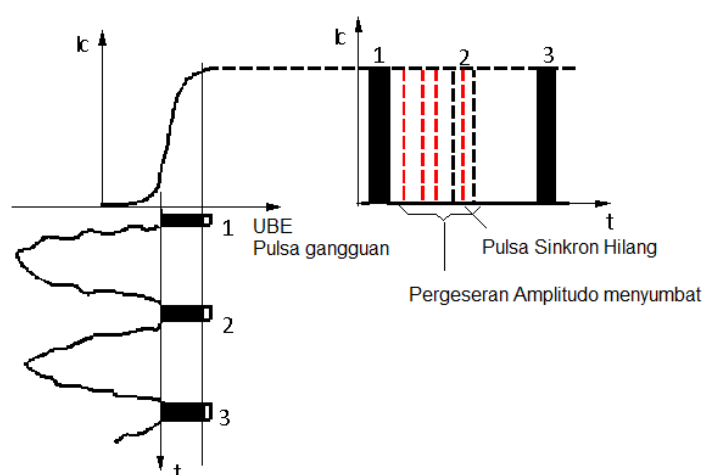 Ic
Ic
1
2
3
t
1
UBE
Pulsa gangguan
Pulsa Sinkron Hilang
Pergeseran Amplitudo menyumbat
2
3
t